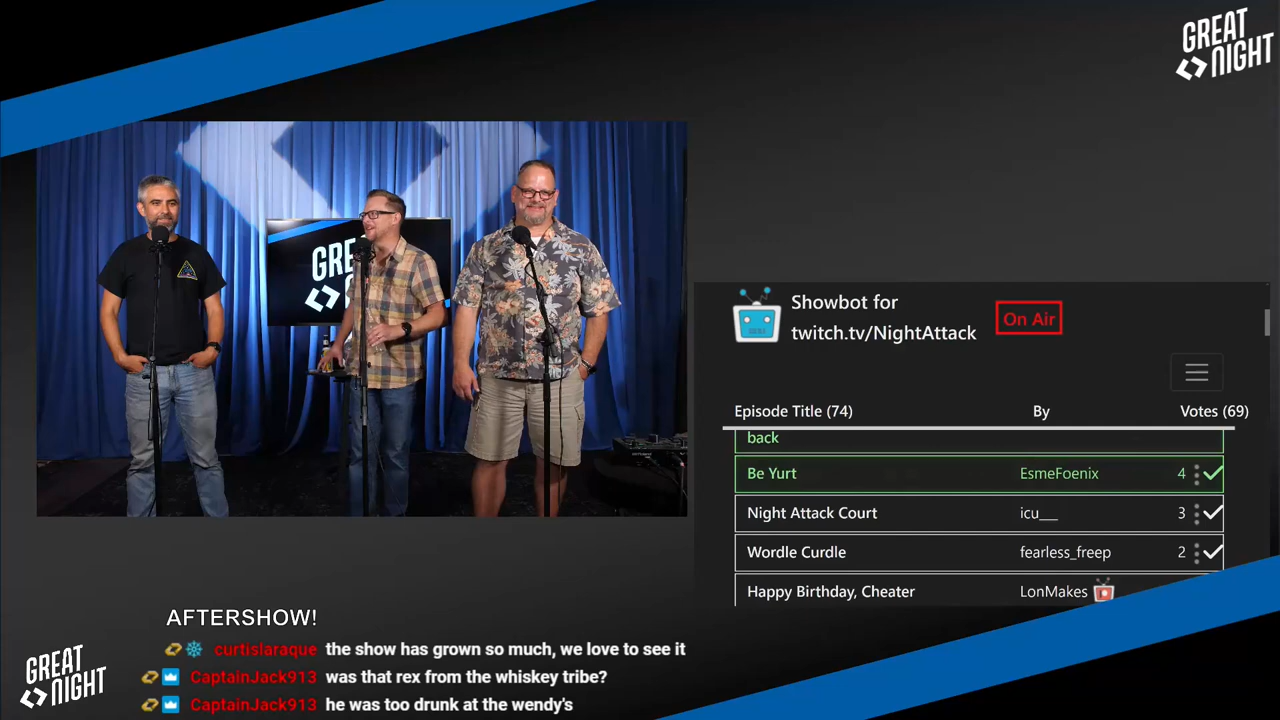 GREAT
NIGHT
GREAT
Showbot for
twitch.tv/NightAttack
On Air
Episode Title (74) By Votes (69)
back
Be Yurt EsmeFoenix 4
Night Attack Court icu___ 3
Wordle Curdle fearless_freep 2
Happy Birthday, Cheater LonMakes
AFTERSHOW!
curtislaraque the show has grown so much, we love to see it
CaptainJack913 was that rex from the whiskey tribe?
CaptainJack913 he was too drunk at the wendy's
GREAT
NIGHT